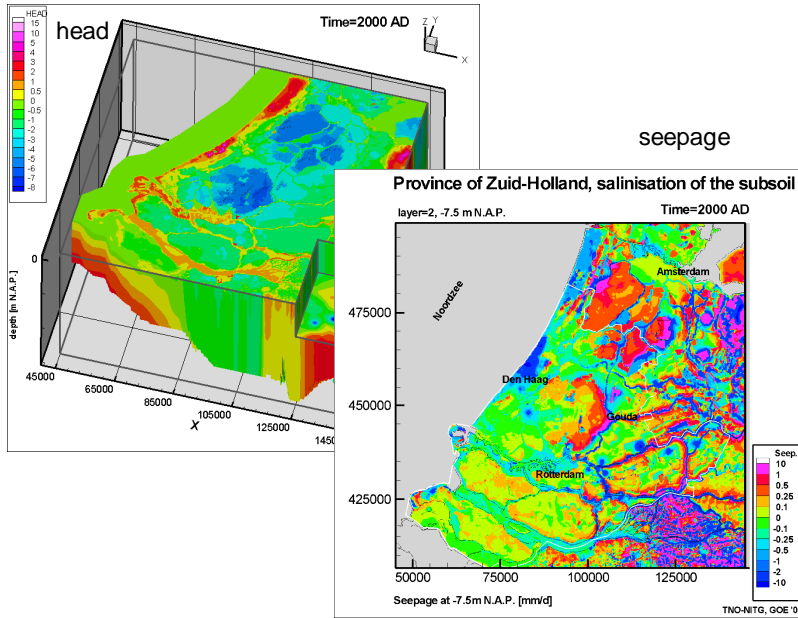 HEAD
15
10
5
4
3
2
1
0.5
0
-0.5
-1
-2
-3
-4
-5
-6
-7
-8
head
Time=2000 AD
Z
Y
X
0
depth [m N.A.P.]
45000
65000
85000
105000
125000
1450
X
seepage
Province of Zuid-Holland, salinisation of the subsoil
layer=2, -7.5 m N.A.P.
Time=2000 AD
Noordzee
Amsterdam
Den Haag
Gouda
Rotterdam
475000
450000
425000
50000
75000
100000
125000
Seepage at -7.5m N.A.P. [mm/d]
Seep.
10
1
0.5
0.25
0.1
0
-0.1
-0.25
-0.5
-1
-2
-10
TNO-NITG, GOE '0